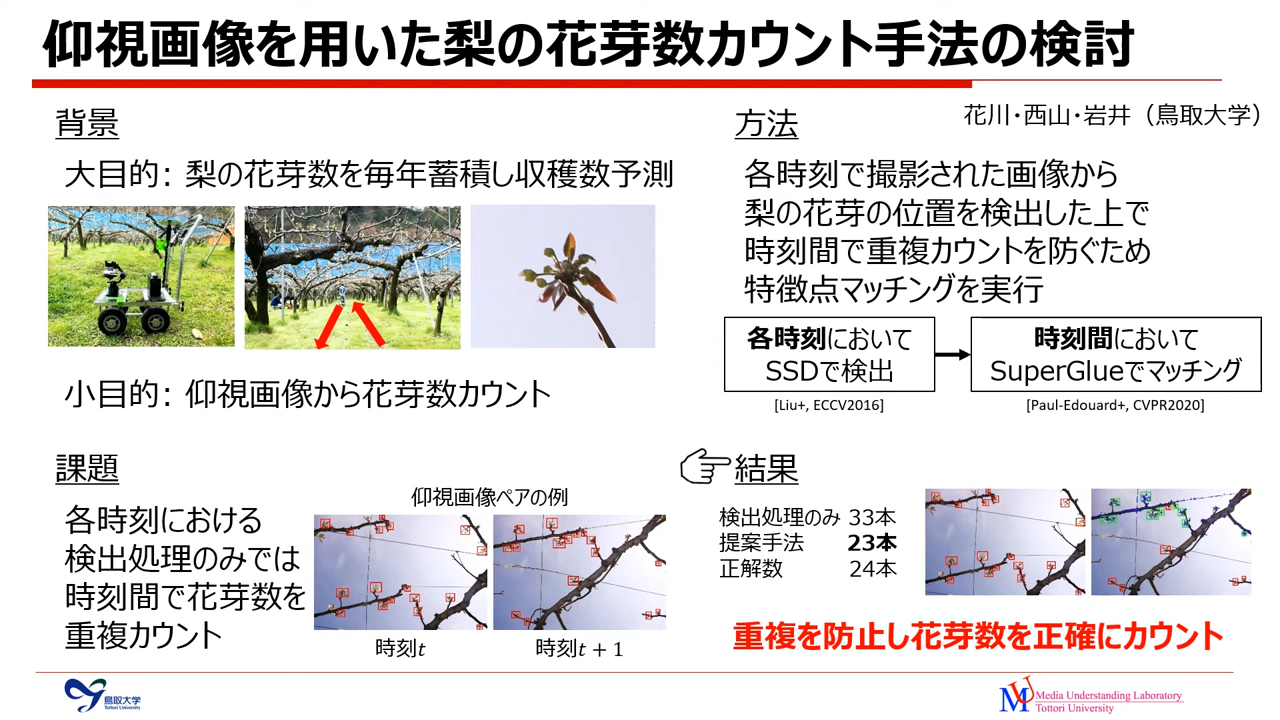 仰視画像を用いた梨の花芽数カウント手法の検討
花川・西山・岩井（鳥取大学）
背景
大目的: 梨の花芽数を毎年蓄積し収穫数予測
小目的: 仰視画像から花芽数カウント
課題
各時刻における
検出処理のみでは
時刻間で花芽数を
重複カウント
仰視画像ペアの例
時刻t
時刻t + 1
方法
各時刻で撮影された画像から
梨の花芽の位置を検出した上で
時刻間で重複カウントを防ぐため
特徴点マッチングを実行
各時刻において
SSDで検出
[Liu+, ECCV2016]
時刻間において
SuperGlueでマッチング
[Paul-Edouard+, CVPR2020]
結果
検出処理のみ 33本
提案手法 23本
正解数 24本
重複を防止し花芽数を正確にカウント
鳥取大学
Tottori University
MU
Media Understanding Laboratory
Tottori University